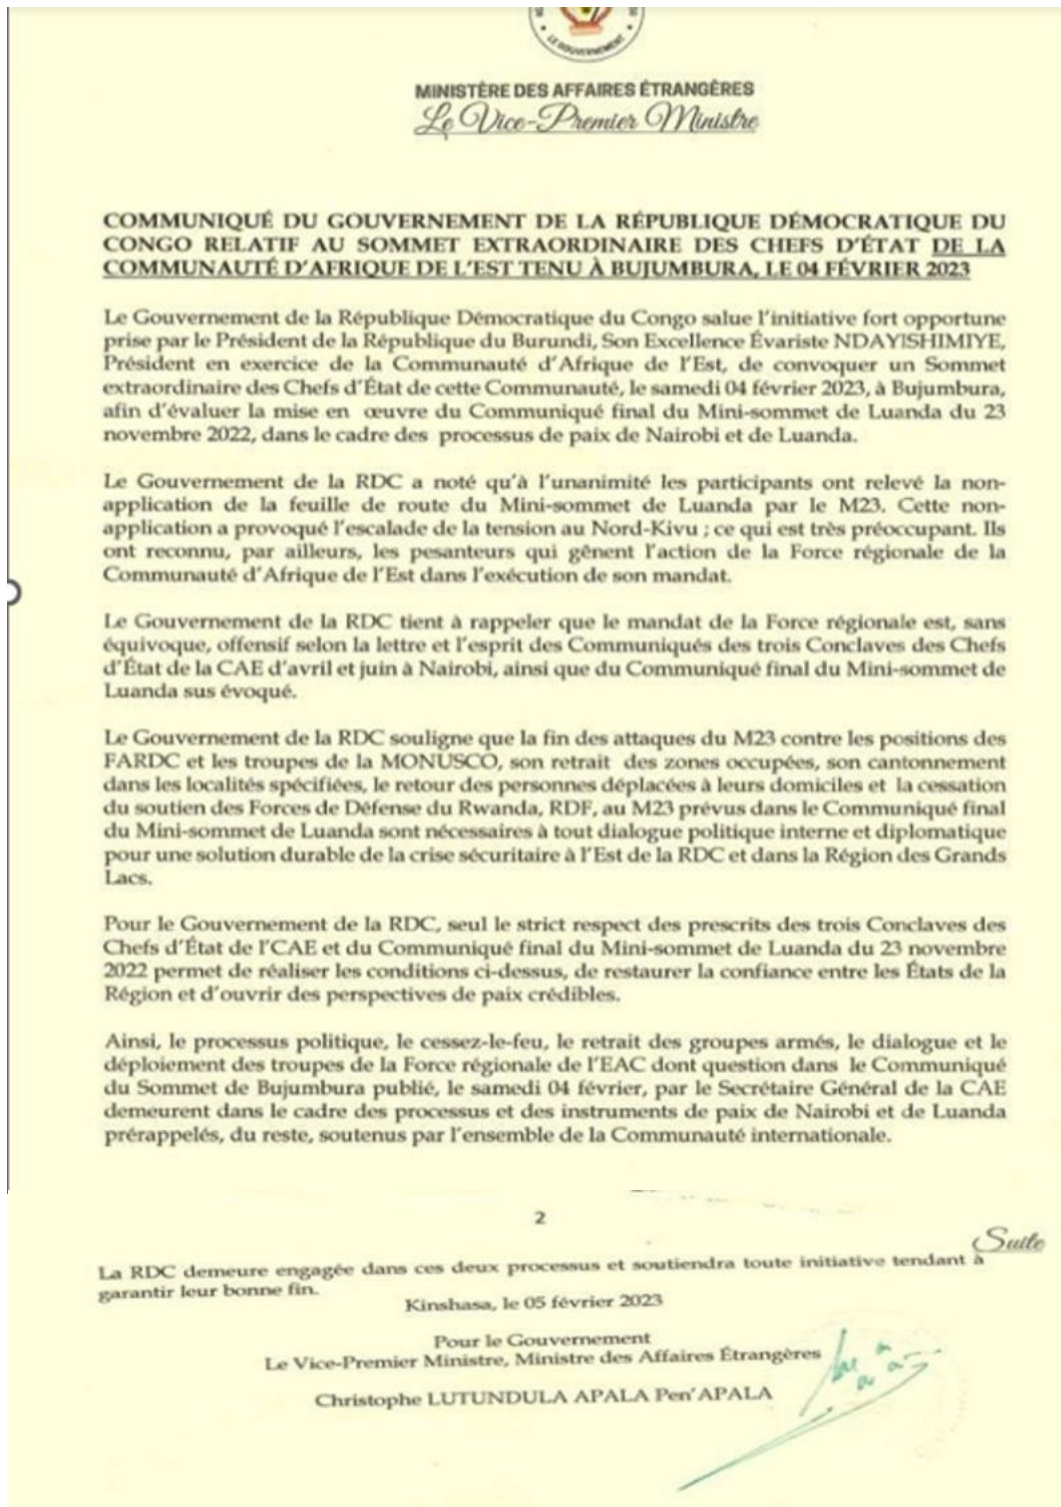 LE GOUVERNEMENT
MINISTÈRE DES AFFAIRES ÉTRANGÈRES
Le Vice-Premier Ministre
COMMUNIQUÉ DU GOUVERNEMENT DE LA RÉPUBLIQUE DÉMOCRATIQUE DU
CONGO RELATIF AU SOMMET EXTRAORDINAIRE DES CHEFS D'ÉTAT DE LA
COMMUNAUTÉ D'AFRIQUE DE L'EST TENU À BUJUMBURA, LE 04 FÉVRIER 2023
Le Gouvernement de la République Démocratique du Congo salue l'initiative fort opportune
prise par le Président de la République du Burundi, Son Excellence Évariste NDAYISHIMIYE,
Président en exercice de la Communauté d'Afrique de l'Est, de convoquer un Sommet
extraordinaire des Chefs d'État de cette Communauté, le samedi 04 février 2023, à Bujumbura,
afin d'évaluer la mise en œuvre du Communiqué final du Mini-sommet de Luanda du 23
novembre 2022, dans le cadre des processus de paix de Nairobi et de Luanda.
Le Gouvernement de la RDC a noté qu'à l'unanimité les participants ont relevé la non-
application de la feuille de route du Mini-sommet de Luanda par le M23. Cette non-
application a provoqué l'escalade de la tension au Nord-Kivu ; ce qui est très préoccupant. Ils
ont reconnu, par ailleurs, les pesanteurs qui gênent l'action de la Force régionale de la
Communauté d'Afrique de l'Est dans l'exécution de son mandat.
Le Gouvernement de la RDC tient à rappeler que le mandat de la Force régionale est, sans
équivoque, offensif selon la lettre et l'esprit des Communiqués des trois Conclaves des Chefs
d'État de la CAE d'avril et juin à Nairobi, ainsi que du Communiqué final du Mini-sommet de
Luanda sus évoqué.
Le Gouvernement de la RDC souligne que la fin des attaques du M23 contre les positions des
FARDC et les troupes de la MONUSCO, son retrait des zones occupées, son cantonnement
dans les localités spécifiées, le retour des personnes déplacées à leurs domiciles et la cessation
du soutien des Forces de Défense du Rwanda, RDF, au M23 prévus dans le Communiqué final
du Mini-sommet de Luanda sont nécessaires à tout dialogue politique interne et diplomatique
pour une solution durable de la crise sécuritaire à l'Est de la RDC et dans la Région des Grands
Lacs.
Pour le Gouvernement de la RDC, seul le strict respect des prescrits des trois Conclaves des
Chefs d'État de l'CAE et du Communiqué final du Mini-sommet de Luanda du 23 novembre
2022 permet de réaliser les conditions ci-dessus, de restaurer la confiance entre les États de la
Région et d'ouvrir des perspectives de paix crédibles.
Ainsi, le processus politique, le cessez-le-feu, le retrait des groupes armés, le dialogue et le
déploiement des troupes de la Force régionale de l'EAC dont question dans le Communiqué
du Sommet de Bujumbura publié, le samedi 04 février, par le Secrétaire Général de la CAE
demeurent dans le cadre des processus et des instruments de paix de Nairobi et de Luanda
prérappelés, du reste, soutenus par l'ensemble de la Communauté internationale.
2
Suite
La RDC demeure engagée dans ces deux processus et soutiendra toute initiative tendant à
garantir leur bonne fin.
Kinshasa, le 05 février 2023
Pour le Gouvernement
Le Vice-Premier Ministre, Ministre des Affaires Étrangères
Christophe LUTUNDULA APALA Pen'APALA